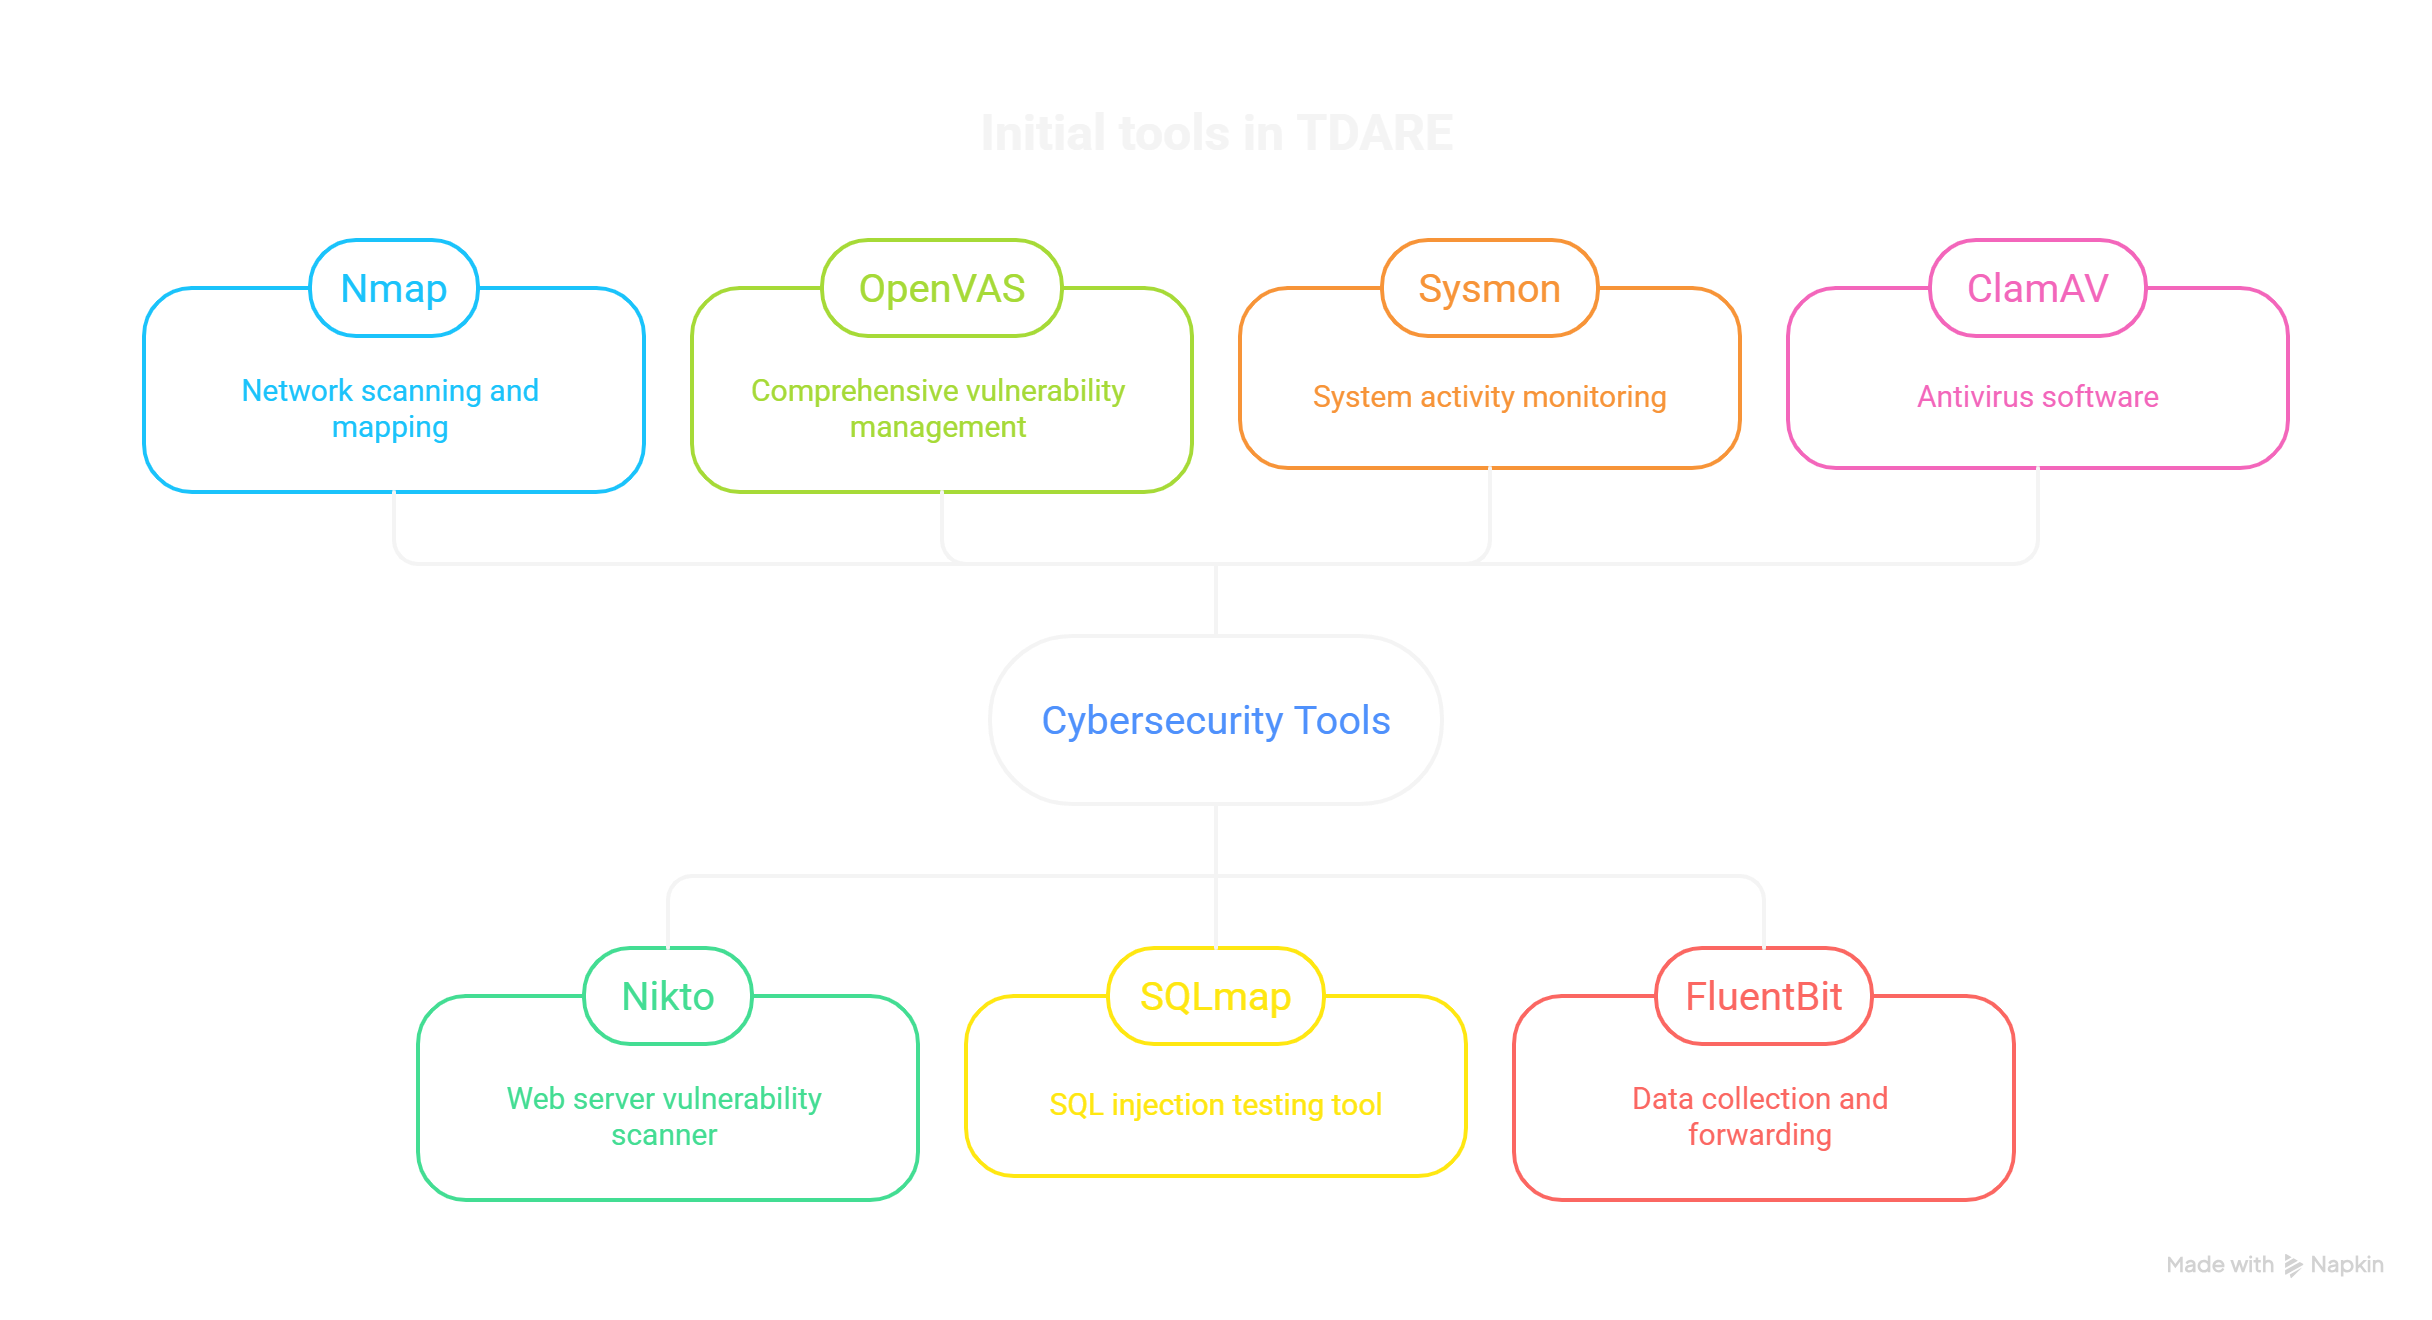 Initial tools in TDARE
Nmap
Network scanning and
mapping
OpenVAS
Comprehensive vulnerability
management
Sysmon
System activity monitoring
ClamAV
Antivirus software
Cybersecurity Tools
Nikto
Web server vulnerability
scanner
SQLmap
SQL injection testing tool
FluentBit
Data collection and
forwarding
Made with Napkin